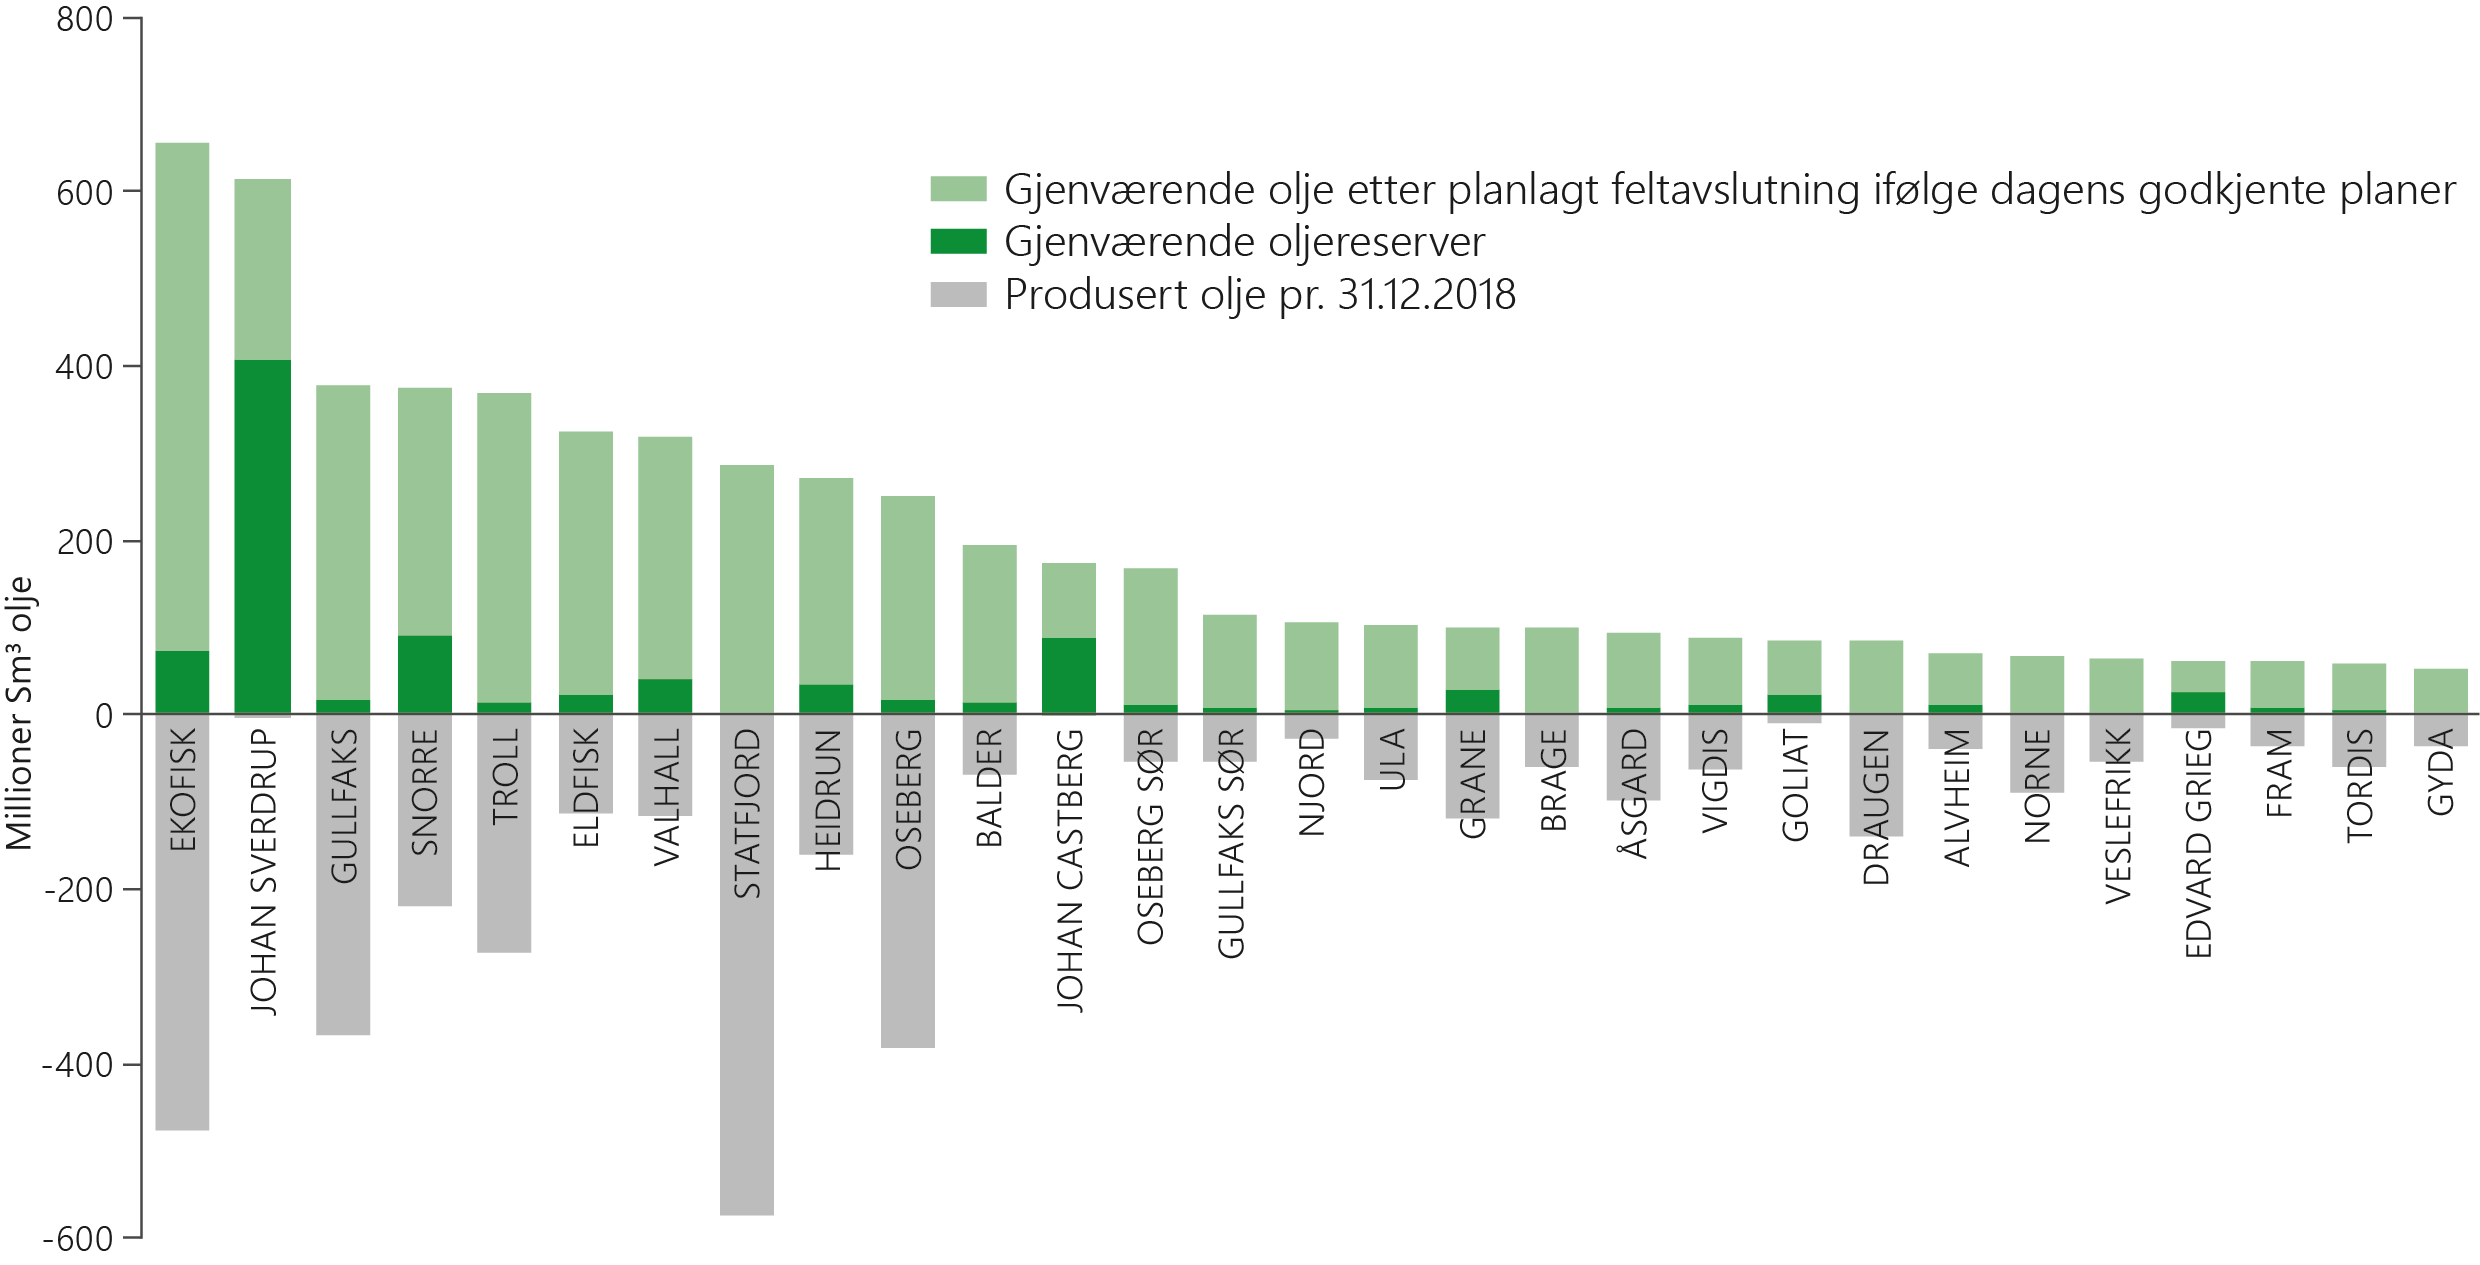 800
600
400
200
0
-200
-400
-600
Millioner Sm³ olje
Gjenværende olje etter planlagt feltavslutning ifølge dagens godkjente planer
Gjenværende oljereserver
Produsert olje pr. 31.12.2018
EKOFISK
JOHAN SVERDRUP
GULLFAKS
SNORRE
TROLL
ELDFISK
VALHALL
STATFJORD
HEIDRUN
OSEBERG
BALDER
JOHAN CASTBERG
OSEBERG SØR
GULLFAKS SØR
NJORD
ULA
GRANE
BRAGE
ÅSGARD
VIGDIS
GOLIAT
DRAUGEN
ALVHEIM
NORNE
VESLEFRIKK
EDVARD GRIEG
FRAM
TORDIS
GYDA